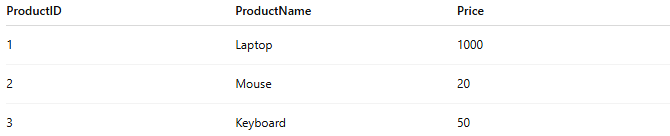 ProductID ProductName Price
1 Laptop 1000
2 Mouse 20
3 Keyboard 50